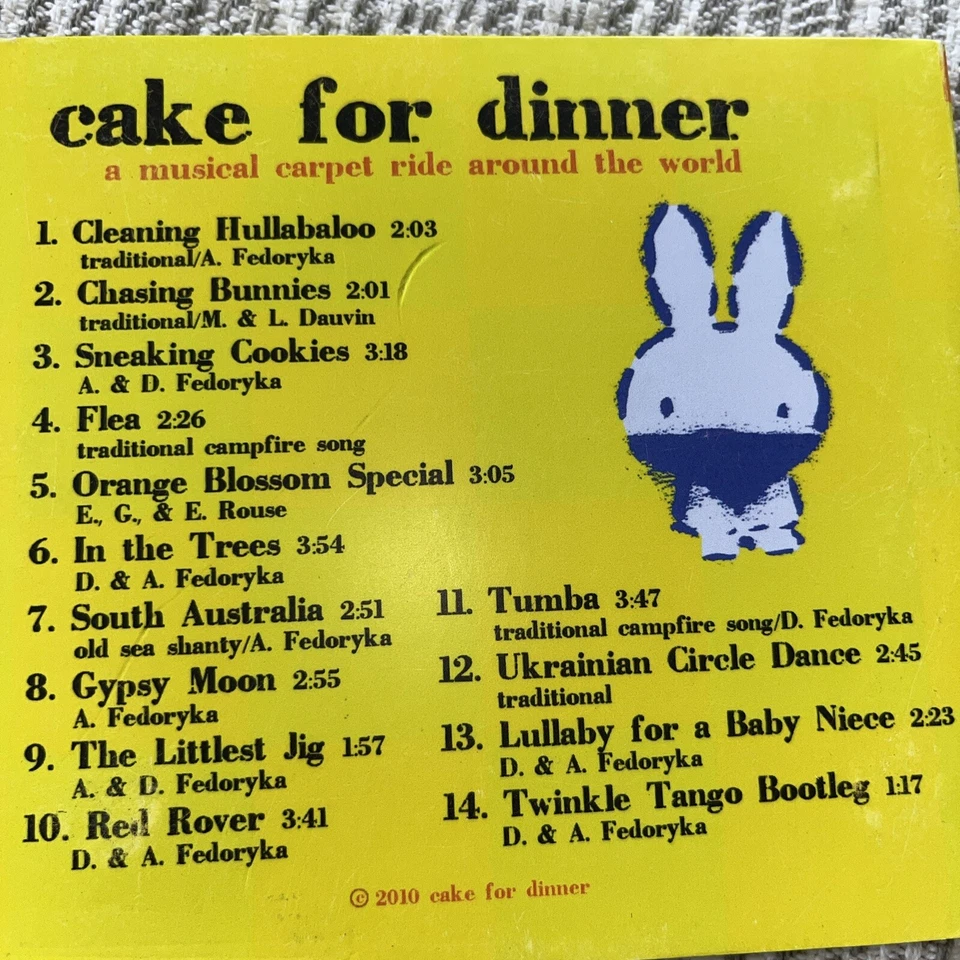 cake for dinner
a musical carpet ride around the world
1. Cleaning Hullabaloo 2:03
traditional/A. Fedoryka
2. Chasing Bunnies 2:01
traditional/M. & L. Dauvin
3. Sneaking Cookies 3:18
A. & D. Fedoryka
4. Flea 2:26
traditional campfire song
5. Orange Blossom Special 3:05
E., G., & E. Rouse
6. In the Trees 3:54
D. & A. Fedoryka
7. South Australia 2:51
old sea shanty/A. Fedoryka
8. Gypsy Moon 2:55
A. Fedoryka
9. The Littlest Jig 1:57
A. & D. Fedoryka
10. Red Rover 3:41
D. & A. Fedoryka
11. Tumba 3:47
traditional campfire song/D. Fedoryka
12. Ukrainian Circle Dance 2:45
traditional
13. Lullaby for a Baby Niece 2:23
D. & A. Fedoryka
14. Twinkle Tango Bootleg 1:17
D. & A. Fedoryka
© 2010 cake for dinner